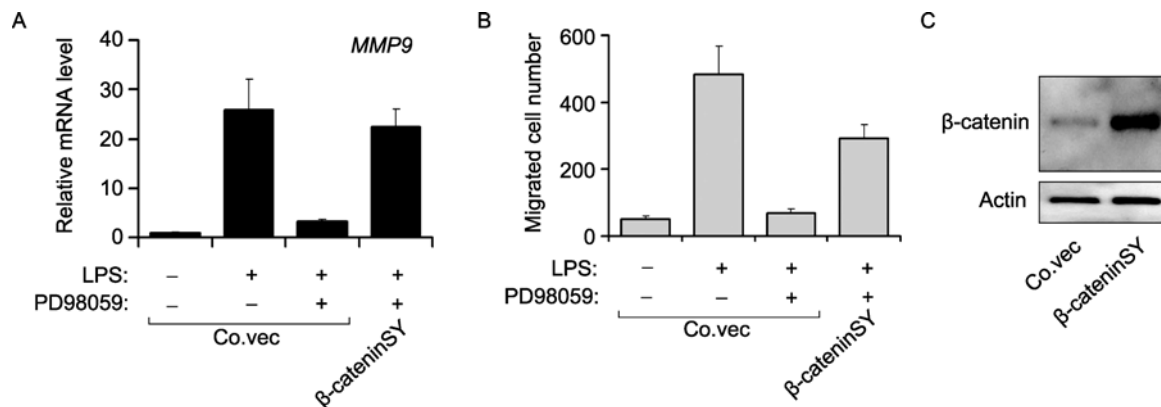 A
MMP9
Relative mRNA level
40
30
20
10
0
LPS: – + + +
PD98059: – – + +
Co.vec
β-cateninSY
B
Migrated cell number
600
400
200
0
LPS: – + + +
PD98059: – – + +
Co.vec
β-cateninSY
C
β-catenin
Actin
Co.vec
β-cateninSY